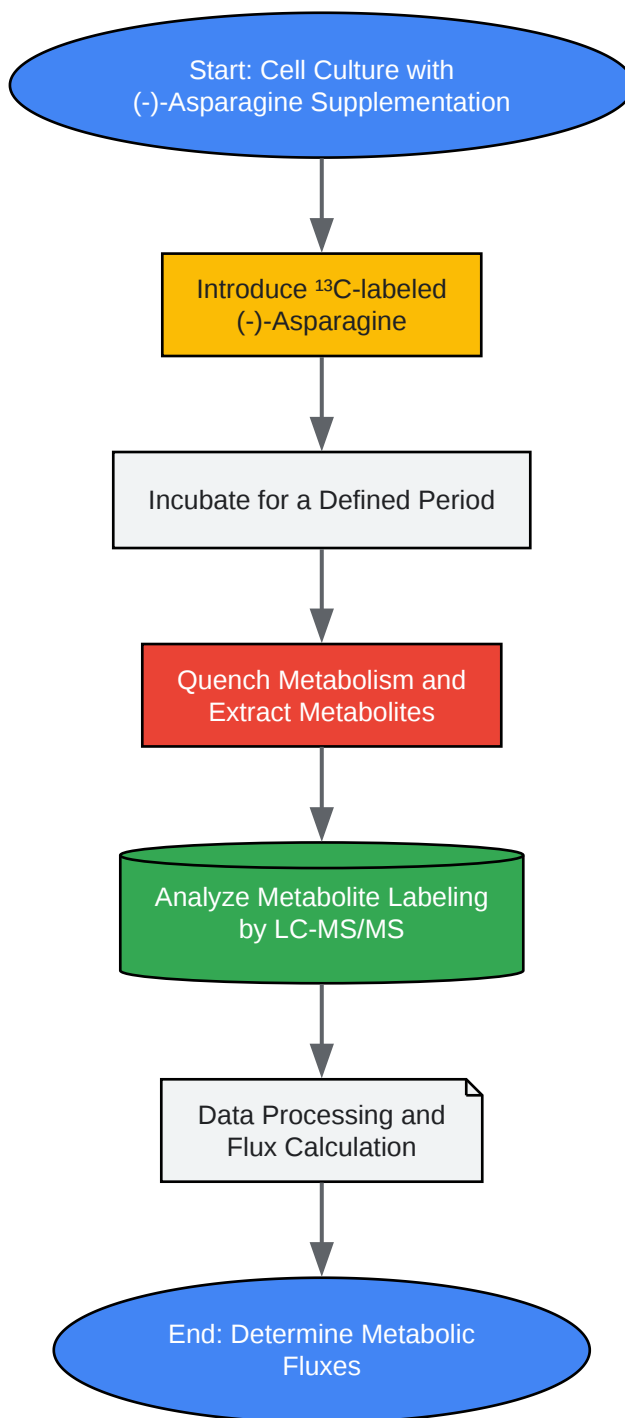 Start: Cell Culture with
(-)-Asparagine Supplementation
Introduce ¹³C-labeled
(-)-Asparagine
Incubate for a Defined Period
Quench Metabolism and
Extract Metabolites
Analyze Metabolite Labeling
by LC-MS/MS
Data Processing and
Flux Calculation
End: Determine Metabolic
Fluxes